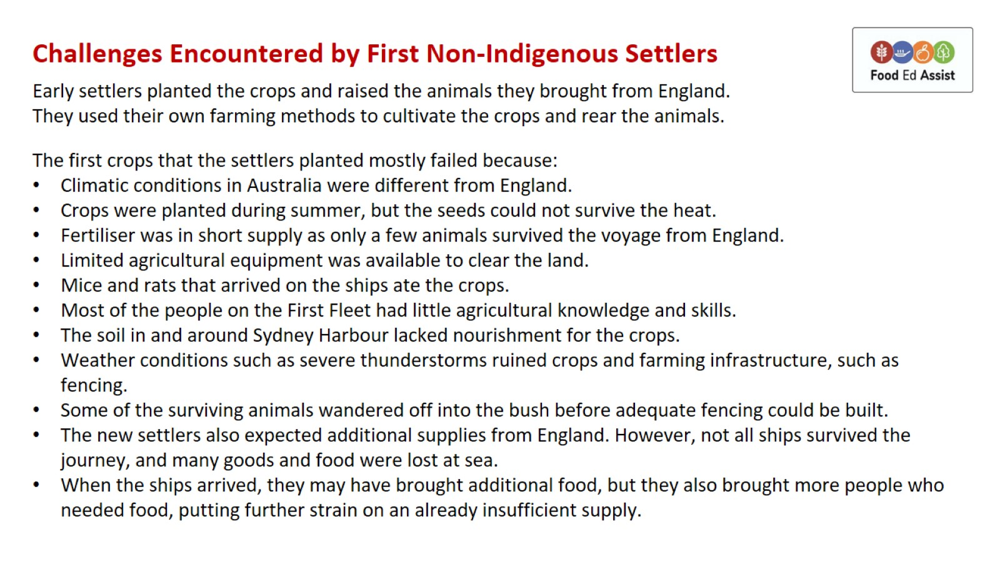 Challenges Encountered by First Non-Indigenous Settlers
Food Ed Assist
Early settlers planted the crops and raised the animals they brought from England.
They used their own farming methods to cultivate the crops and rear the animals.
The first crops that the settlers planted mostly failed because:
• Climatic conditions in Australia were different from England.
• Crops were planted during summer, but the seeds could not survive the heat.
• Fertiliser was in short supply as only a few animals survived the voyage from England.
• Limited agricultural equipment was available to clear the land.
• Mice and rats that arrived on the ships ate the crops.
• Most of the people on the First Fleet had little agricultural knowledge and skills.
• The soil in and around Sydney Harbour lacked nourishment for the crops.
• Weather conditions such as severe thunderstorms ruined crops and farming infrastructure, such as
fencing.
• Some of the surviving animals wandered off into the bush before adequate fencing could be built.
• The new settlers also expected additional supplies from England. However, not all ships survived the
journey, and many goods and food were lost at sea.
• When the ships arrived, they may have brought additional food, but they also brought more people who
needed food, putting further strain on an already insufficient supply.